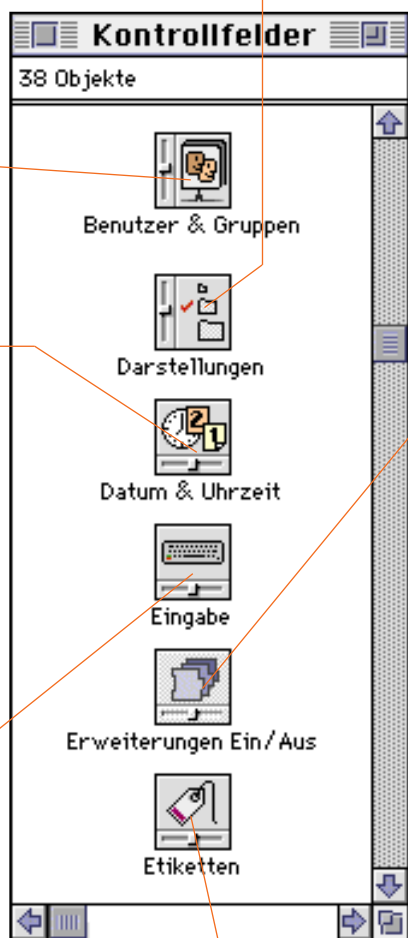 Kontrollfelder
38 Objekte
Benutzer & Gruppen
Darstellungen
Datum & Uhrzeit
Eingabe
Erweiterungen Ein/Aus
Etiketten